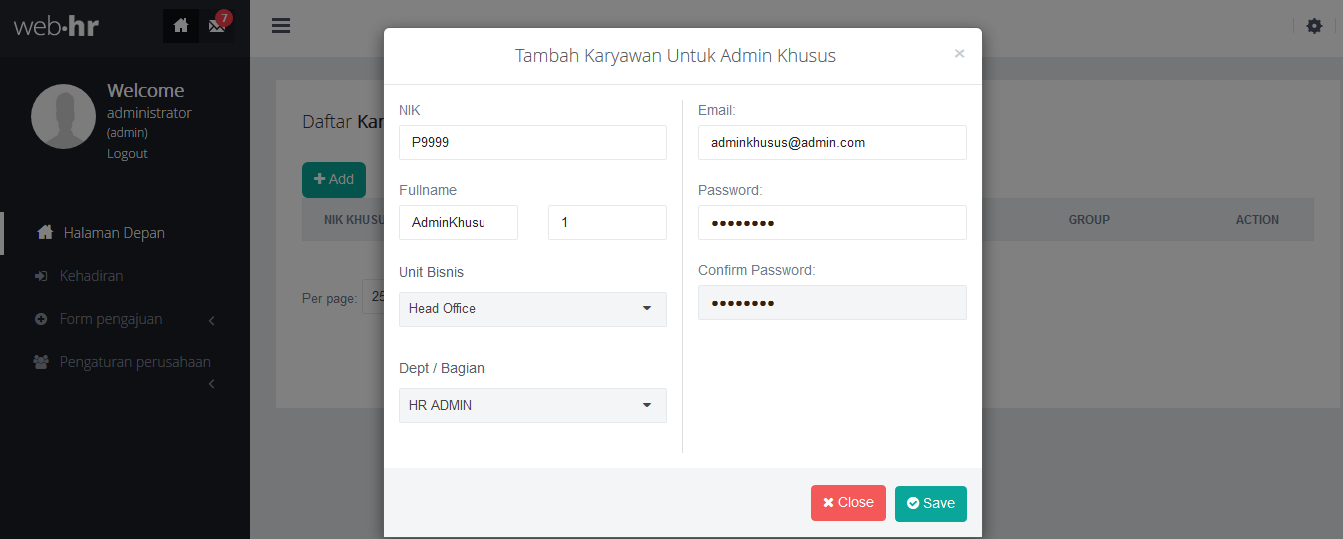 web·hr
7
Welcome
administrator
(admin)
Logout
Halaman Depan
Kehadiran
Form pengajuan
Pengaturan perusahaan
Daftar Kar
Add
NIK KHUSU
GROUP
ACTION
Per page: 25
Tambah Karyawan Untuk Admin Khusus
×
NIK
P9999
Fullname
AdminKhusu 1
Unit Bisnis
Head Office
Dept / Bagian
HR ADMIN
Email:
adminkhusus@admin.com
Password:
••••••••
Confirm Password:
••••••••
Close
Save